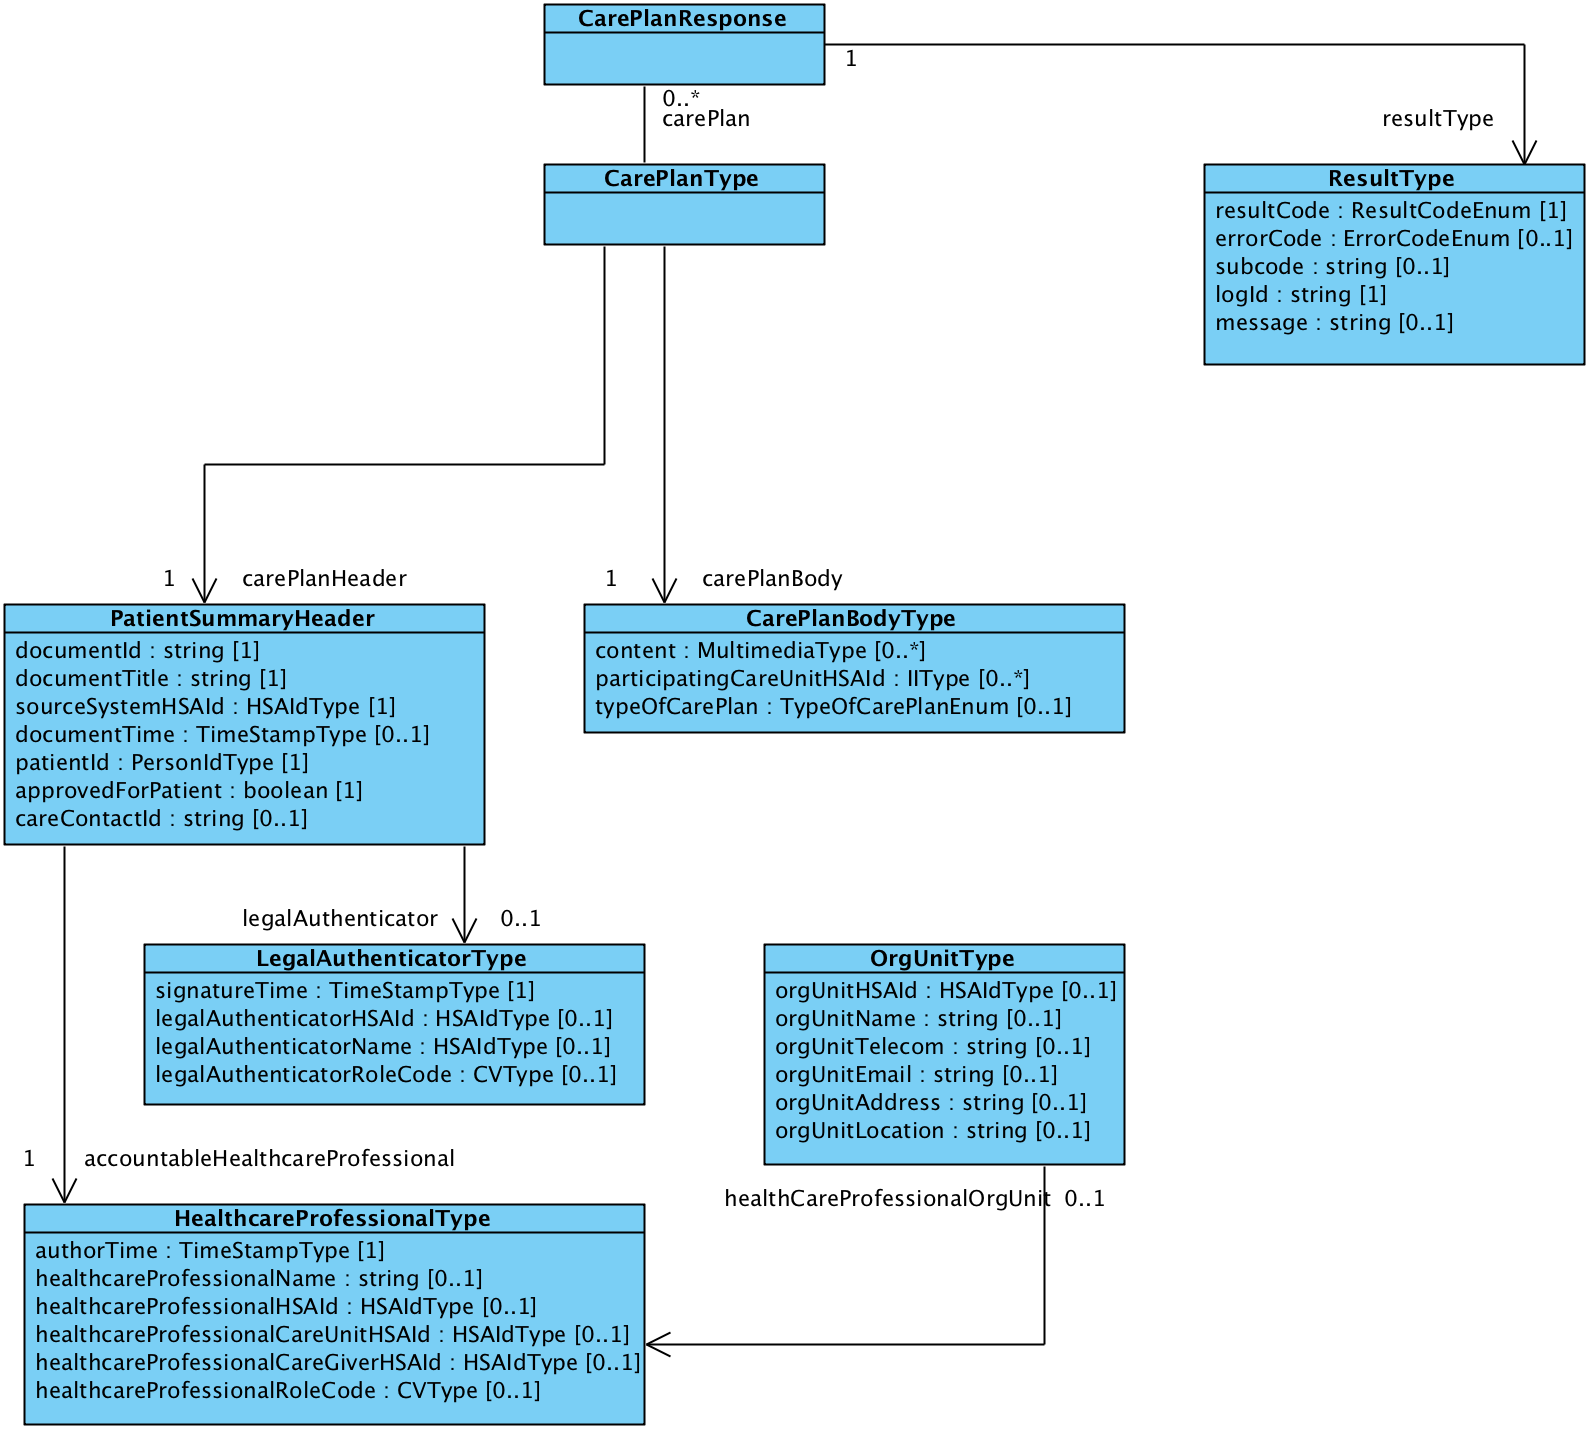 CarePlanResponse
1
0..*
carePlan
resultType
CarePlanType
ResultType
resultCode : ResultCodeEnum [1]
errorCode : ErrorCodeEnum [0..1]
subcode : string [0..1]
logId : string [1]
message : string [0..1]
1 carePlanHeader
1 carePlanBody
PatientSummaryHeader
documentId : string [1]
documentTitle : string [1]
sourceSystemHSAId : HSAIdType [1]
documentTime : TimeStampType [0..1]
patientId : PersonIdType [1]
approvedForPatient : boolean [1]
careContactId : string [0..1]
CarePlanBodyType
content : MultimediaType [0..*]
participatingCareUnitHSAId : IIType [0..*]
typeOfCarePlan : TypeOfCarePlanEnum [0..1]
legalAuthenticator 0..1
LegalAuthenticatorType
signatureTime : TimeStampType [1]
legalAuthenticatorHSAId : HSAIdType [0..1]
legalAuthenticatorName : HSAIdType [0..1]
legalAuthenticatorRoleCode : CVType [0..1]
OrgUnitType
orgUnitHSAId : HSAIdType [0..1]
orgUnitName : string [0..1]
orgUnitTelecom : string [0..1]
orgUnitEmail : string [0..1]
orgUnitAddress : string [0..1]
orgUnitLocation : string [0..1]
1 accountableHealthcareProfessional
healthCareProfessionalOrgUnit 0..1
HealthcareProfessionalType
authorTime : TimeStampType [1]
healthcareProfessionalName : string [0..1]
healthcareProfessionalHSAId : HSAIdType [0..1]
healthcareProfessionalCareUnitHSAId : HSAIdType [0..1]
healthcareProfessionalCareGiverHSAId : HSAIdType [0..1]
healthcareProfessionalRoleCode : CVType [0..1]